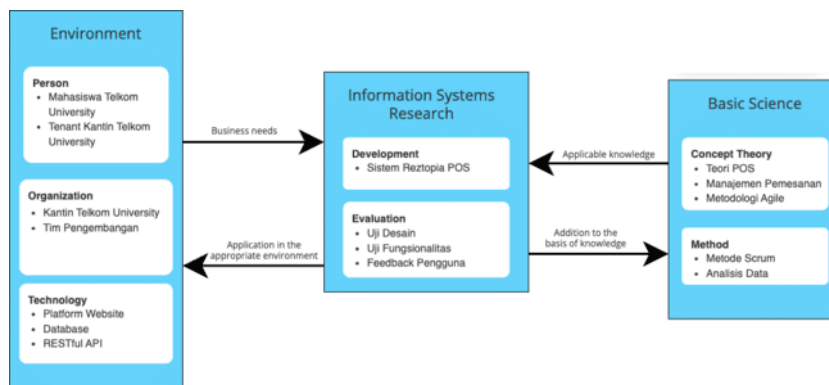 Environment
Person
• Mahasiswa Telkom
University
• Tenant Kantin Telkom
University
Organization
• Kantin Telkom University
• Tim Pengembangan
Technology
• Platform Website
• Database
• RESTful API
Business needs
Application in the
appropriate environment
Information Systems
Research
Development
• Sistem Reztopia POS
Evaluation
• Uji Desain
• Uji Fungsionalitas
• Feedback Pengguna
Applicable knowledge
Addition to the
basis of knowledge
Basic Science
Concept Theory
• Teori POS
• Manajemen Pemesanan
• Metodologi Agile
Method
• Metode Scrum
• Analisis Data